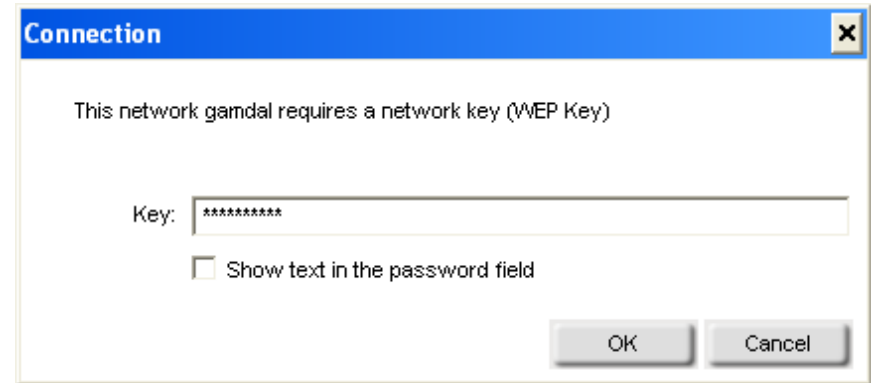 Connection
This network gamdal requires a network key (WEP Key)
Key: **********
Show text in the password field
OK Cancel